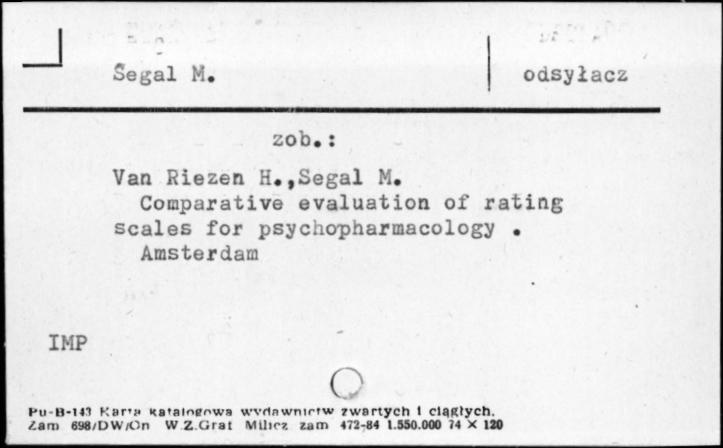 Segal M. odsyłacz
zob.:
Van Riezen H.,Segal M.
Comparative evaluation of rating
scales for psychopharmacology .
Amsterdam
IMP
Pu-B-143 Karta katalogowa wydawnictw zwartych i ciągłych.
Zam 698/DW/On W.Z.Graf Milicz zam 472-84 1.550.000 74 X 120